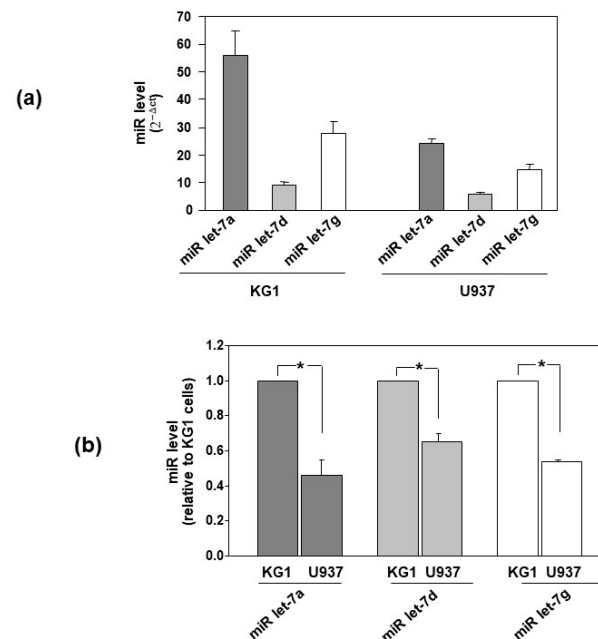 (a)
miR level
(2⁻Δct)
70
60
50
40
30
20
10
0
miR let-7a
miR let-7d
miR let-7g
miR let-7a
miR let-7d
miR let-7g
KG1
U937
(b)
miR level
(relative to KG1 cells)
1.2
1.0
0.8
0.6
0.4
0.2
0.0
*
*
*
KG1 U937
KG1 U937
KG1 U937
miR let-7a
miR let-7d
miR let-7g